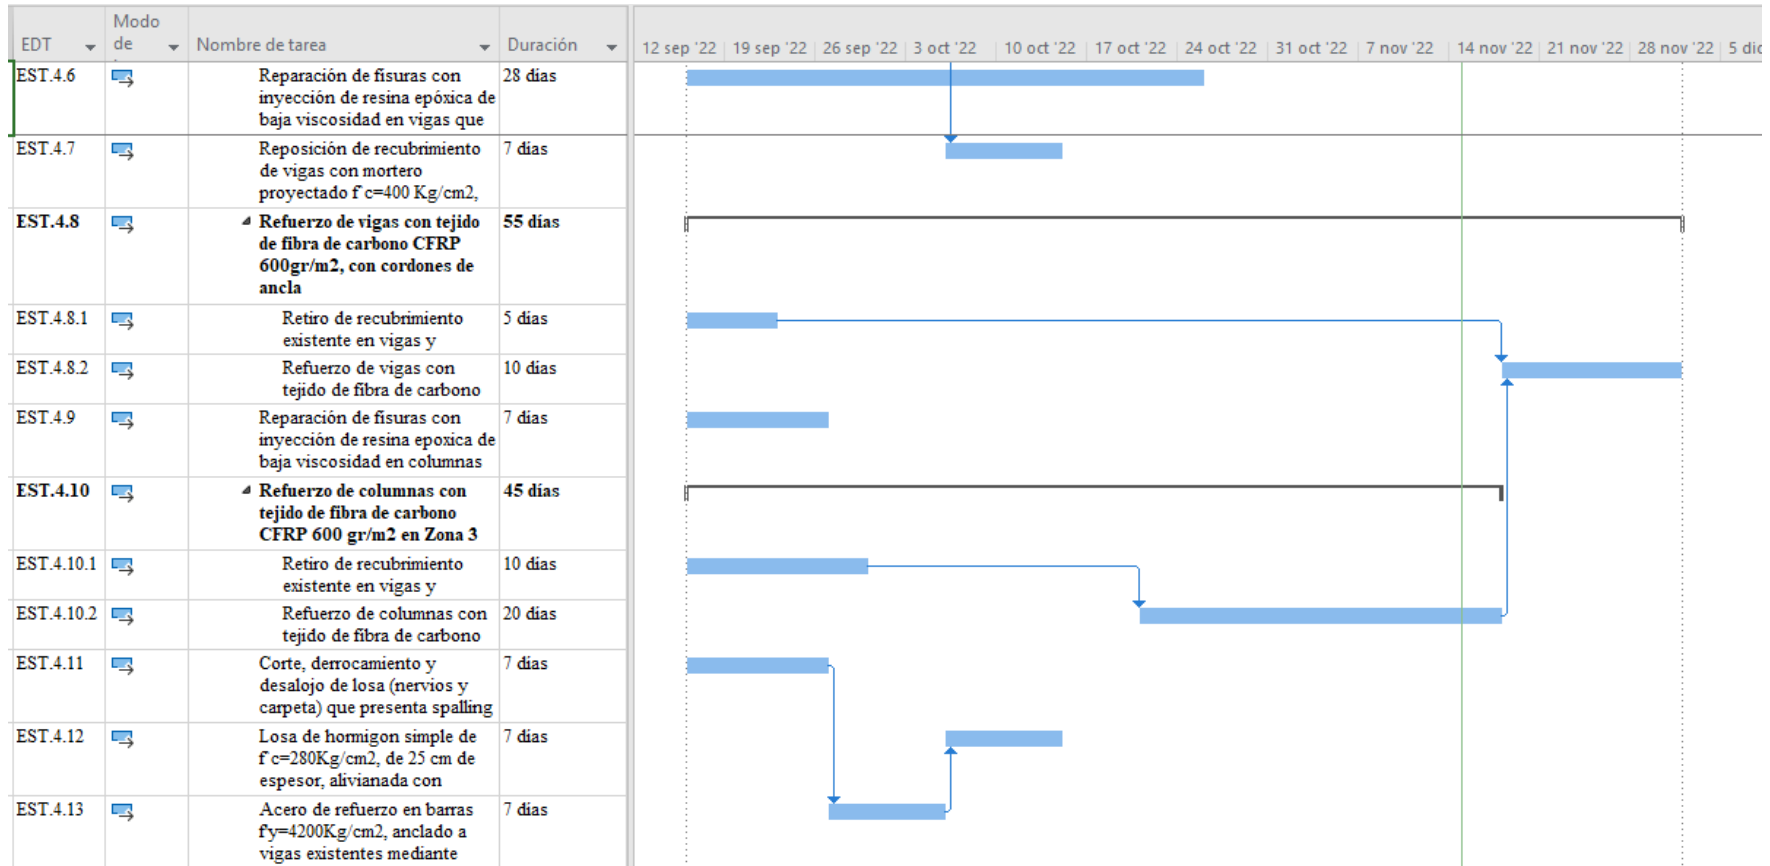 EDT
Modo
de
Nombre de tarea
Duración
12 sep '22
19 sep '22
26 sep '22
3 oct '22
10 oct '22
17 oct '22
24 oct '22
31 oct '22
7 nov '22
14 nov '22
21 nov '22
28 nov '22
5 dic
EST.4.6
Reparación de fisuras con
inyección de resina epóxica de
baja viscosidad en vigas que
28 días
EST.4.7
Reposición de recubrimiento
de vigas con mortero
proyectado f´c=400 Kg/cm2,
7 días
EST.4.8
Refuerzo de vigas con tejido
de fibra de carbono CFRP
600gr/m2, con cordones de
ancla
55 días
EST.4.8.1
Retiro de recubrimiento
existente en vigas y
5 días
EST.4.8.2
Refuerzo de vigas con
tejido de fibra de carbono
10 días
EST.4.9
Reparación de fisuras con
inyección de resina epoxica de
baja viscosidad en columnas
7 días
EST.4.10
Refuerzo de columnas con
tejido de fibra de carbono
CFRP 600 gr/m2 en Zona 3
45 días
EST.4.10.1
Retiro de recubrimiento
existente en vigas y
10 días
EST.4.10.2
Refuerzo de columnas con
tejido de fibra de carbono
20 días
EST.4.11
Corte, derrocamiento y
desalojo de losa (nervios y
carpeta) que presenta spalling
7 días
EST.4.12
Losa de hormigon simple de
f´c=280Kg/cm2, de 25 cm de
espesor, alivianada con
7 días
EST.4.13
Acero de refuerzo en barras
f'y=4200Kg/cm2, anclado a
vigas existentes mediante
7 días